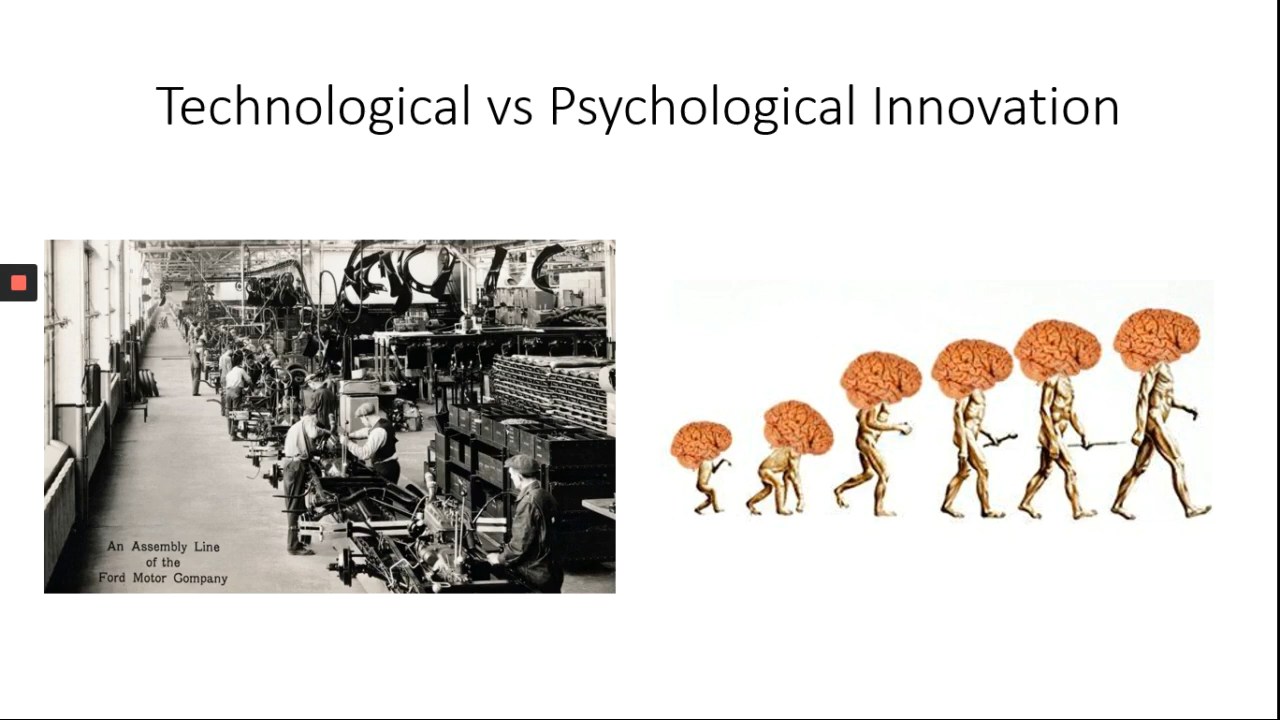 Technological vs Psychological Innovation
An Assembly Line
of the
Ford Motor Company